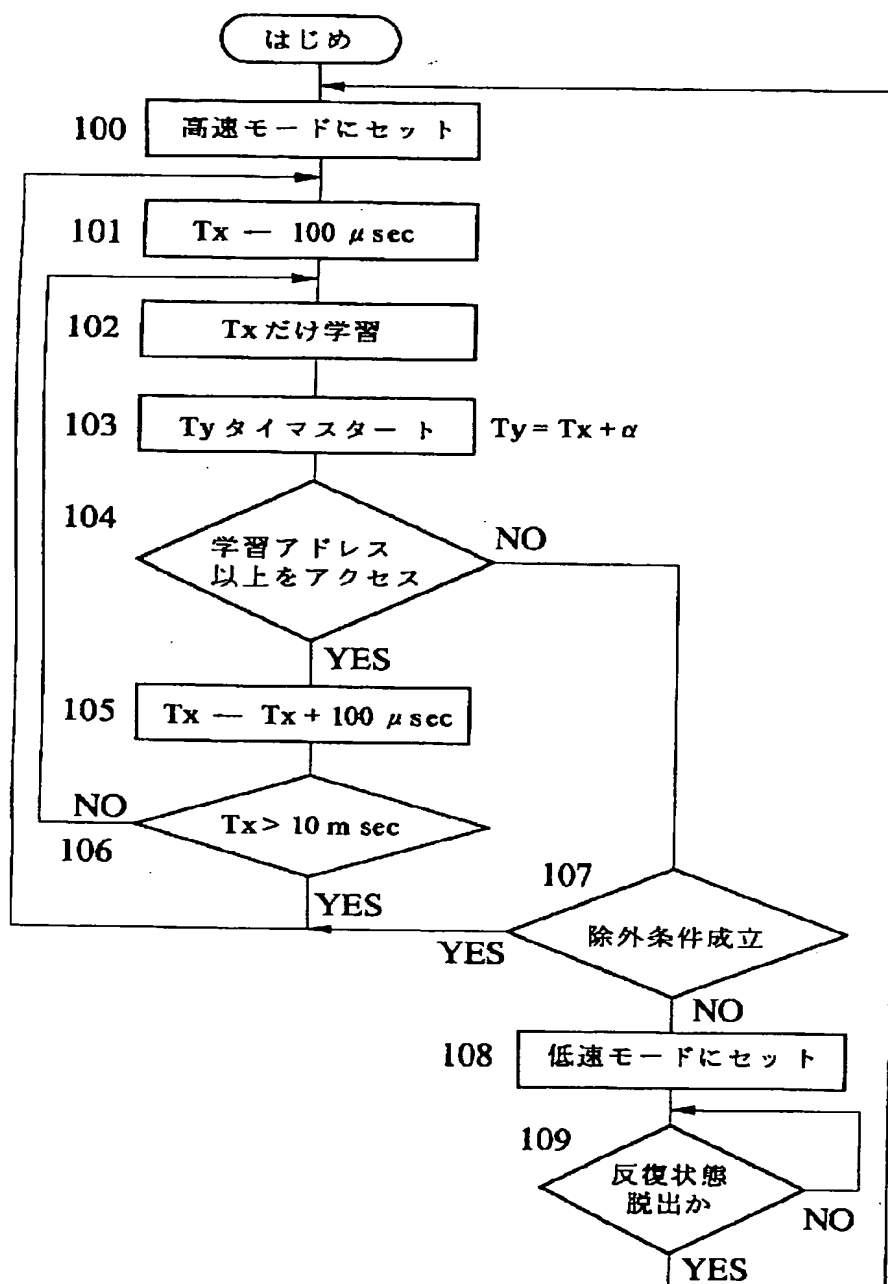 はじめ
100
高速モードにセット
101
Tx — 100 μsec
102
Txだけ学習
103
Tyタイマスタート
Ty = Tx + α
104
学習アドレス
以上をアクセス
NO
YES
105
Tx — Tx + 100 μsec
NO
Tx > 10 m sec
106
YES
107
除外条件成立
YES
NO
108
低速モードにセット
109
反復状態
脱出か
NO
YES